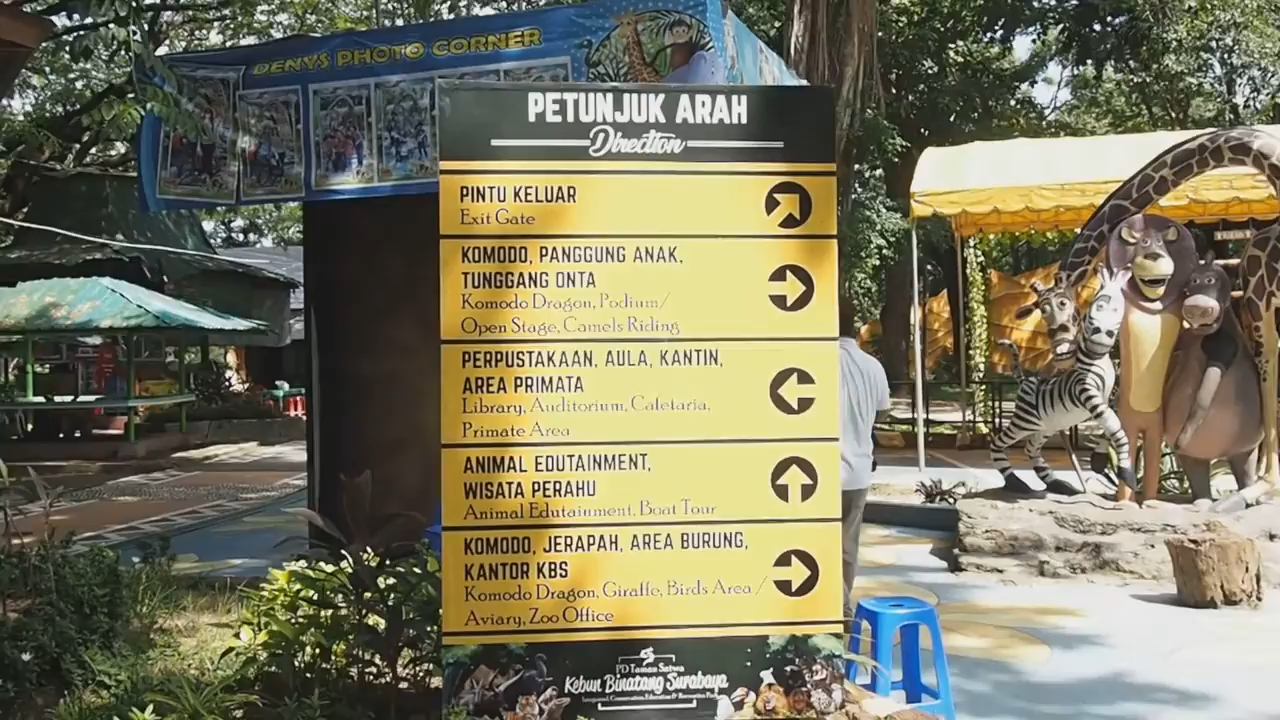 DENYS PHOTO CORNER
PETUNJUK ARAH
Direction
PINTU KELUAR
Exit Gate
KOMODO, PANGGUNG ANAK,
TUNGGANG ONTA
Komodo Dragon, Podium/
Open Stage, Camels Riding
PERPUSTAKAAN, AULA, KANTIN,
AREA PRIMATA
Library, Auditorium, Cafetaria,
Primate Area
ANIMAL EDUTAINMENT,
WISATA PERAHU
Animal Edutainment, Boat Tour
KOMODO, JERAPAH, AREA BURUNG,
KANTOR KBS
Komodo Dragon, Giraffe, Birds Area /
Aviary, Zoo Office
PD Taman Satwa
Kebun Binatang Surabaya